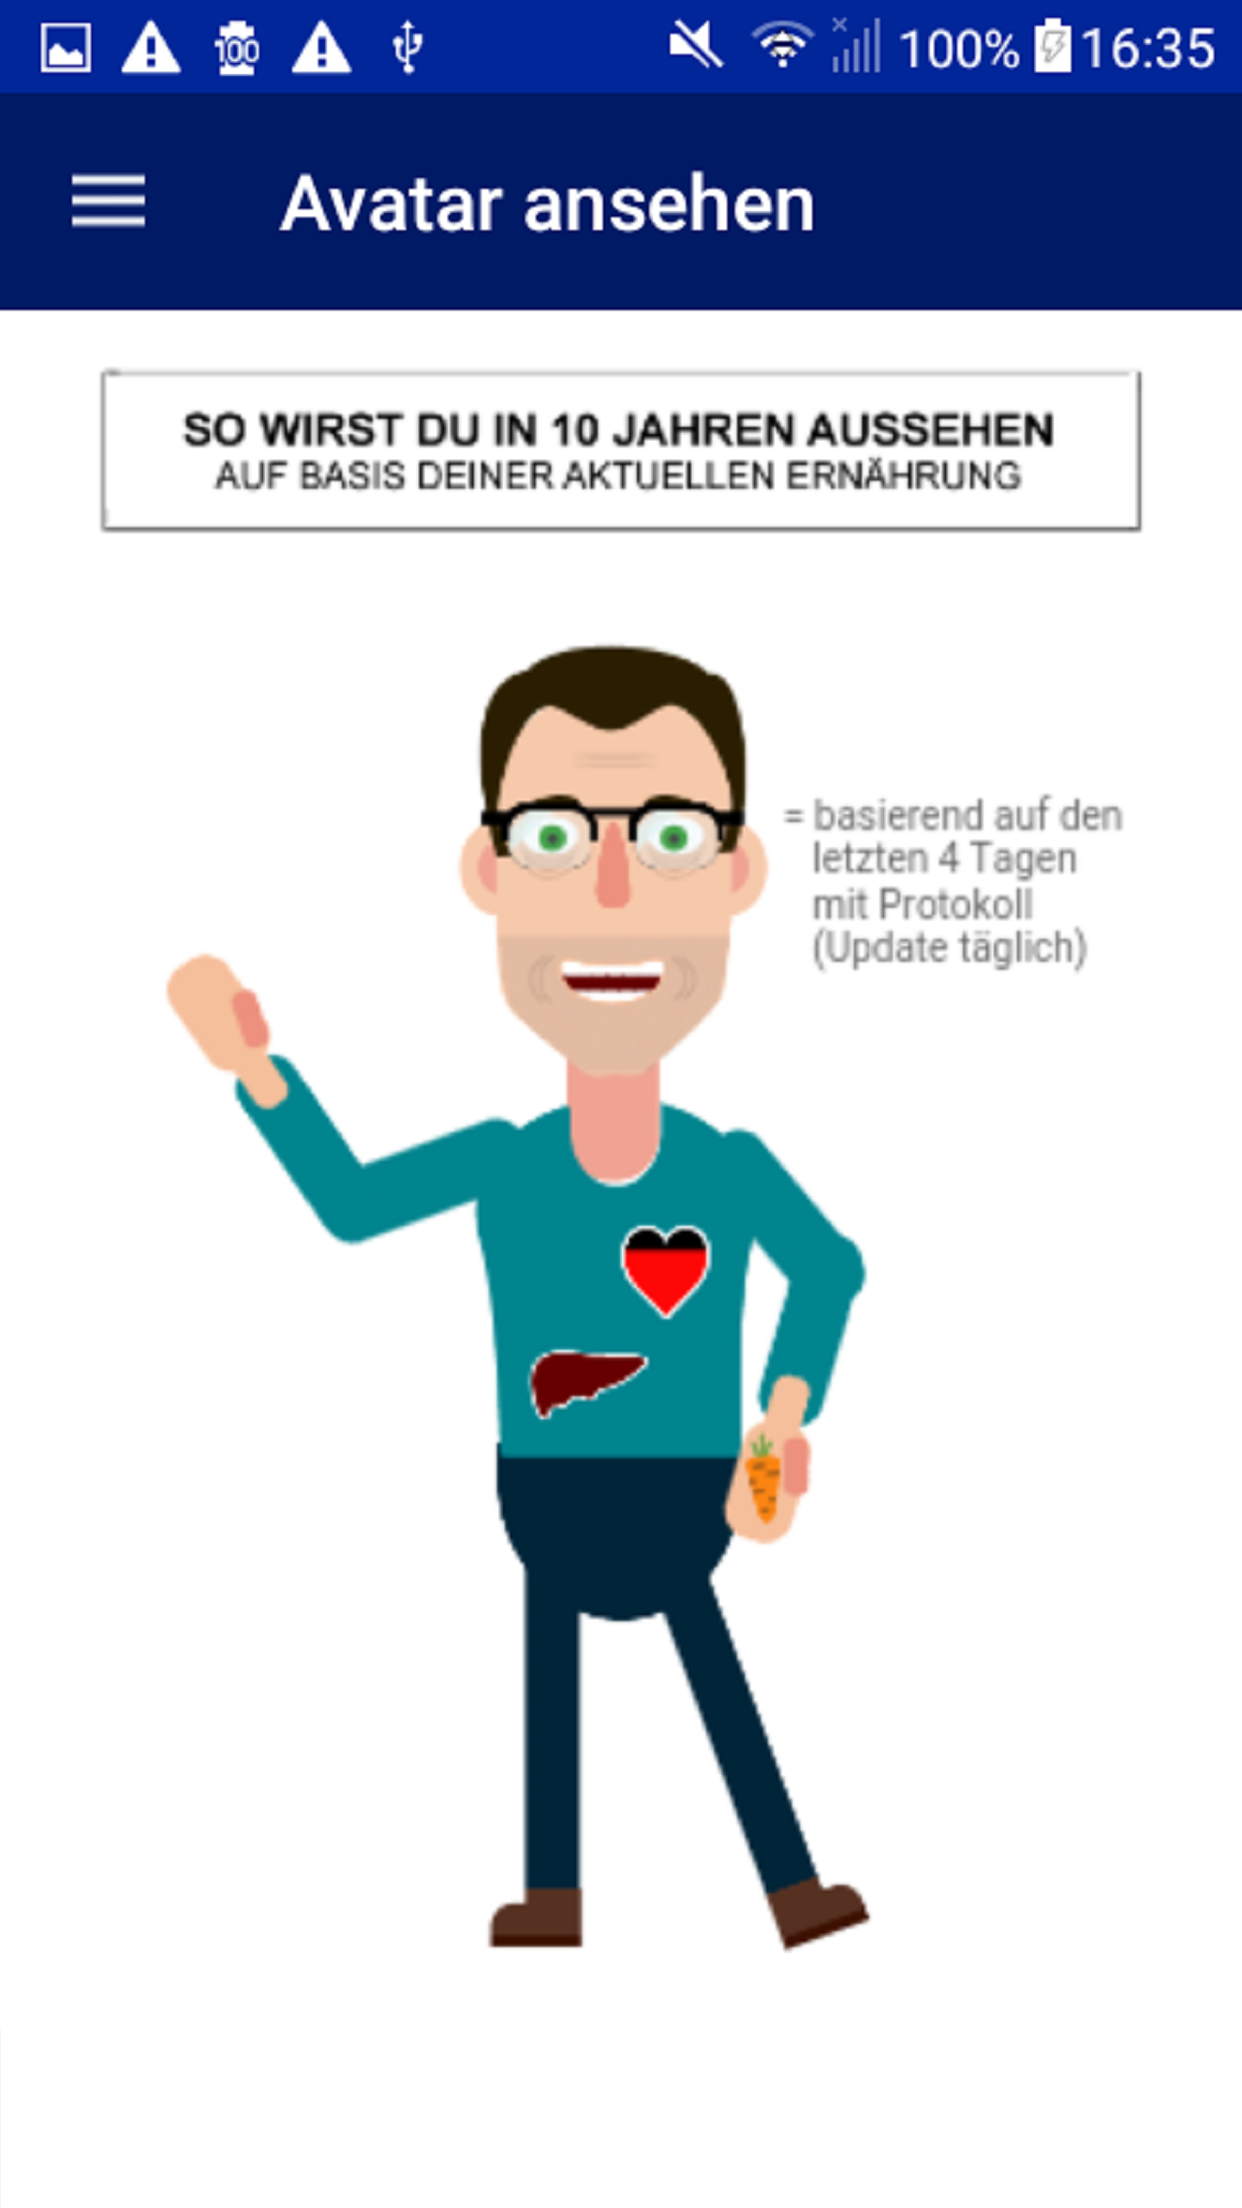 100 100% 16:35
Avatar ansehen
SO WIRST DU IN 10 JAHREN AUSSEHEN
AUF BASIS DEINER AKTUELLEN ERNÄHRUNG
= basierend auf den
letzten 4 Tagen
mit Protokoll
(Update täglich)